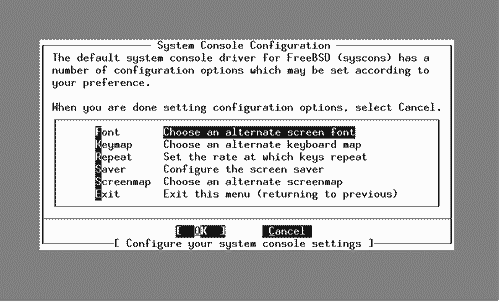 System Console Configuration
The default system console driver for FreeBSD (syscons) has a
number of configuration options which may be set according to
your preference.
When you are done setting configuration options, select Cancel.
Font Choose an alternate screen font
Keymap Choose an alternate keyboard map
Repeat Set the rate at which keys repeat
Saver Configure the screen saver
Screenmap Choose an alternate screenmap
Exit Exit this menu (returning to previous)
[ OK ] Cancel
[ Configure your system console settings ]